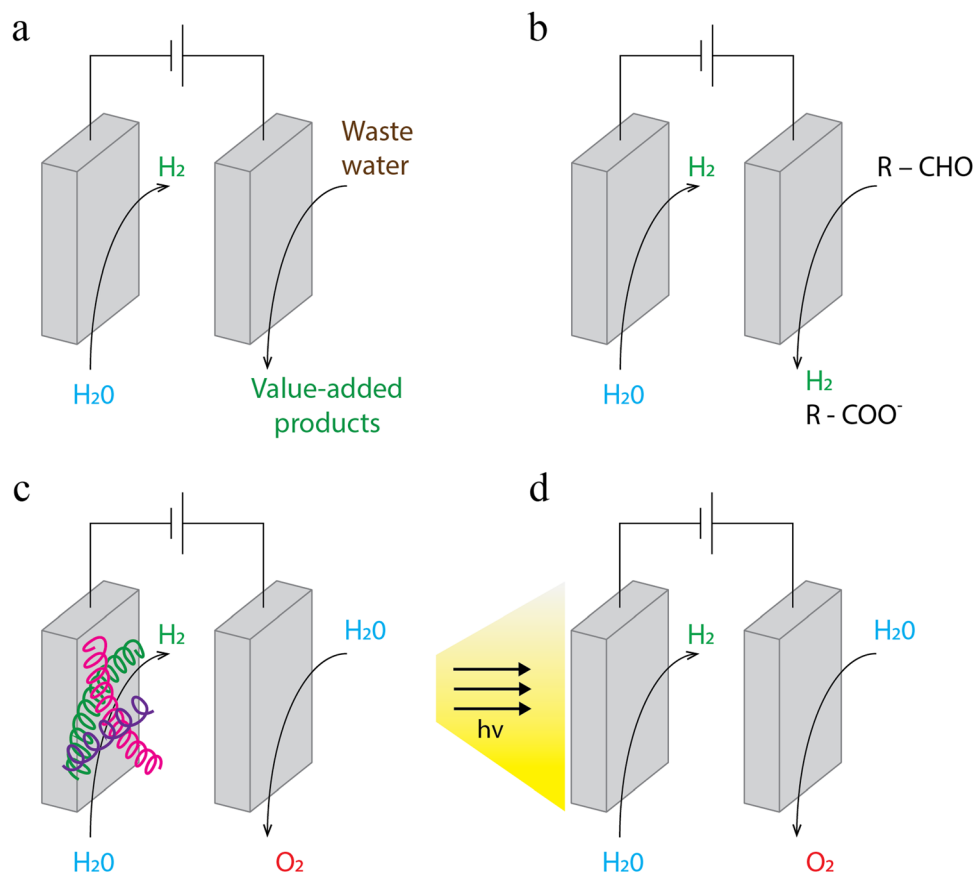 a
Waste
water
H₂
H₂0
Value-added
products
b
H₂
R – CHO
H₂0
H₂
R - COO⁻
c
H₂
H₂0
H₂0
O₂
d
hν
H₂
H₂0
H₂0
O₂